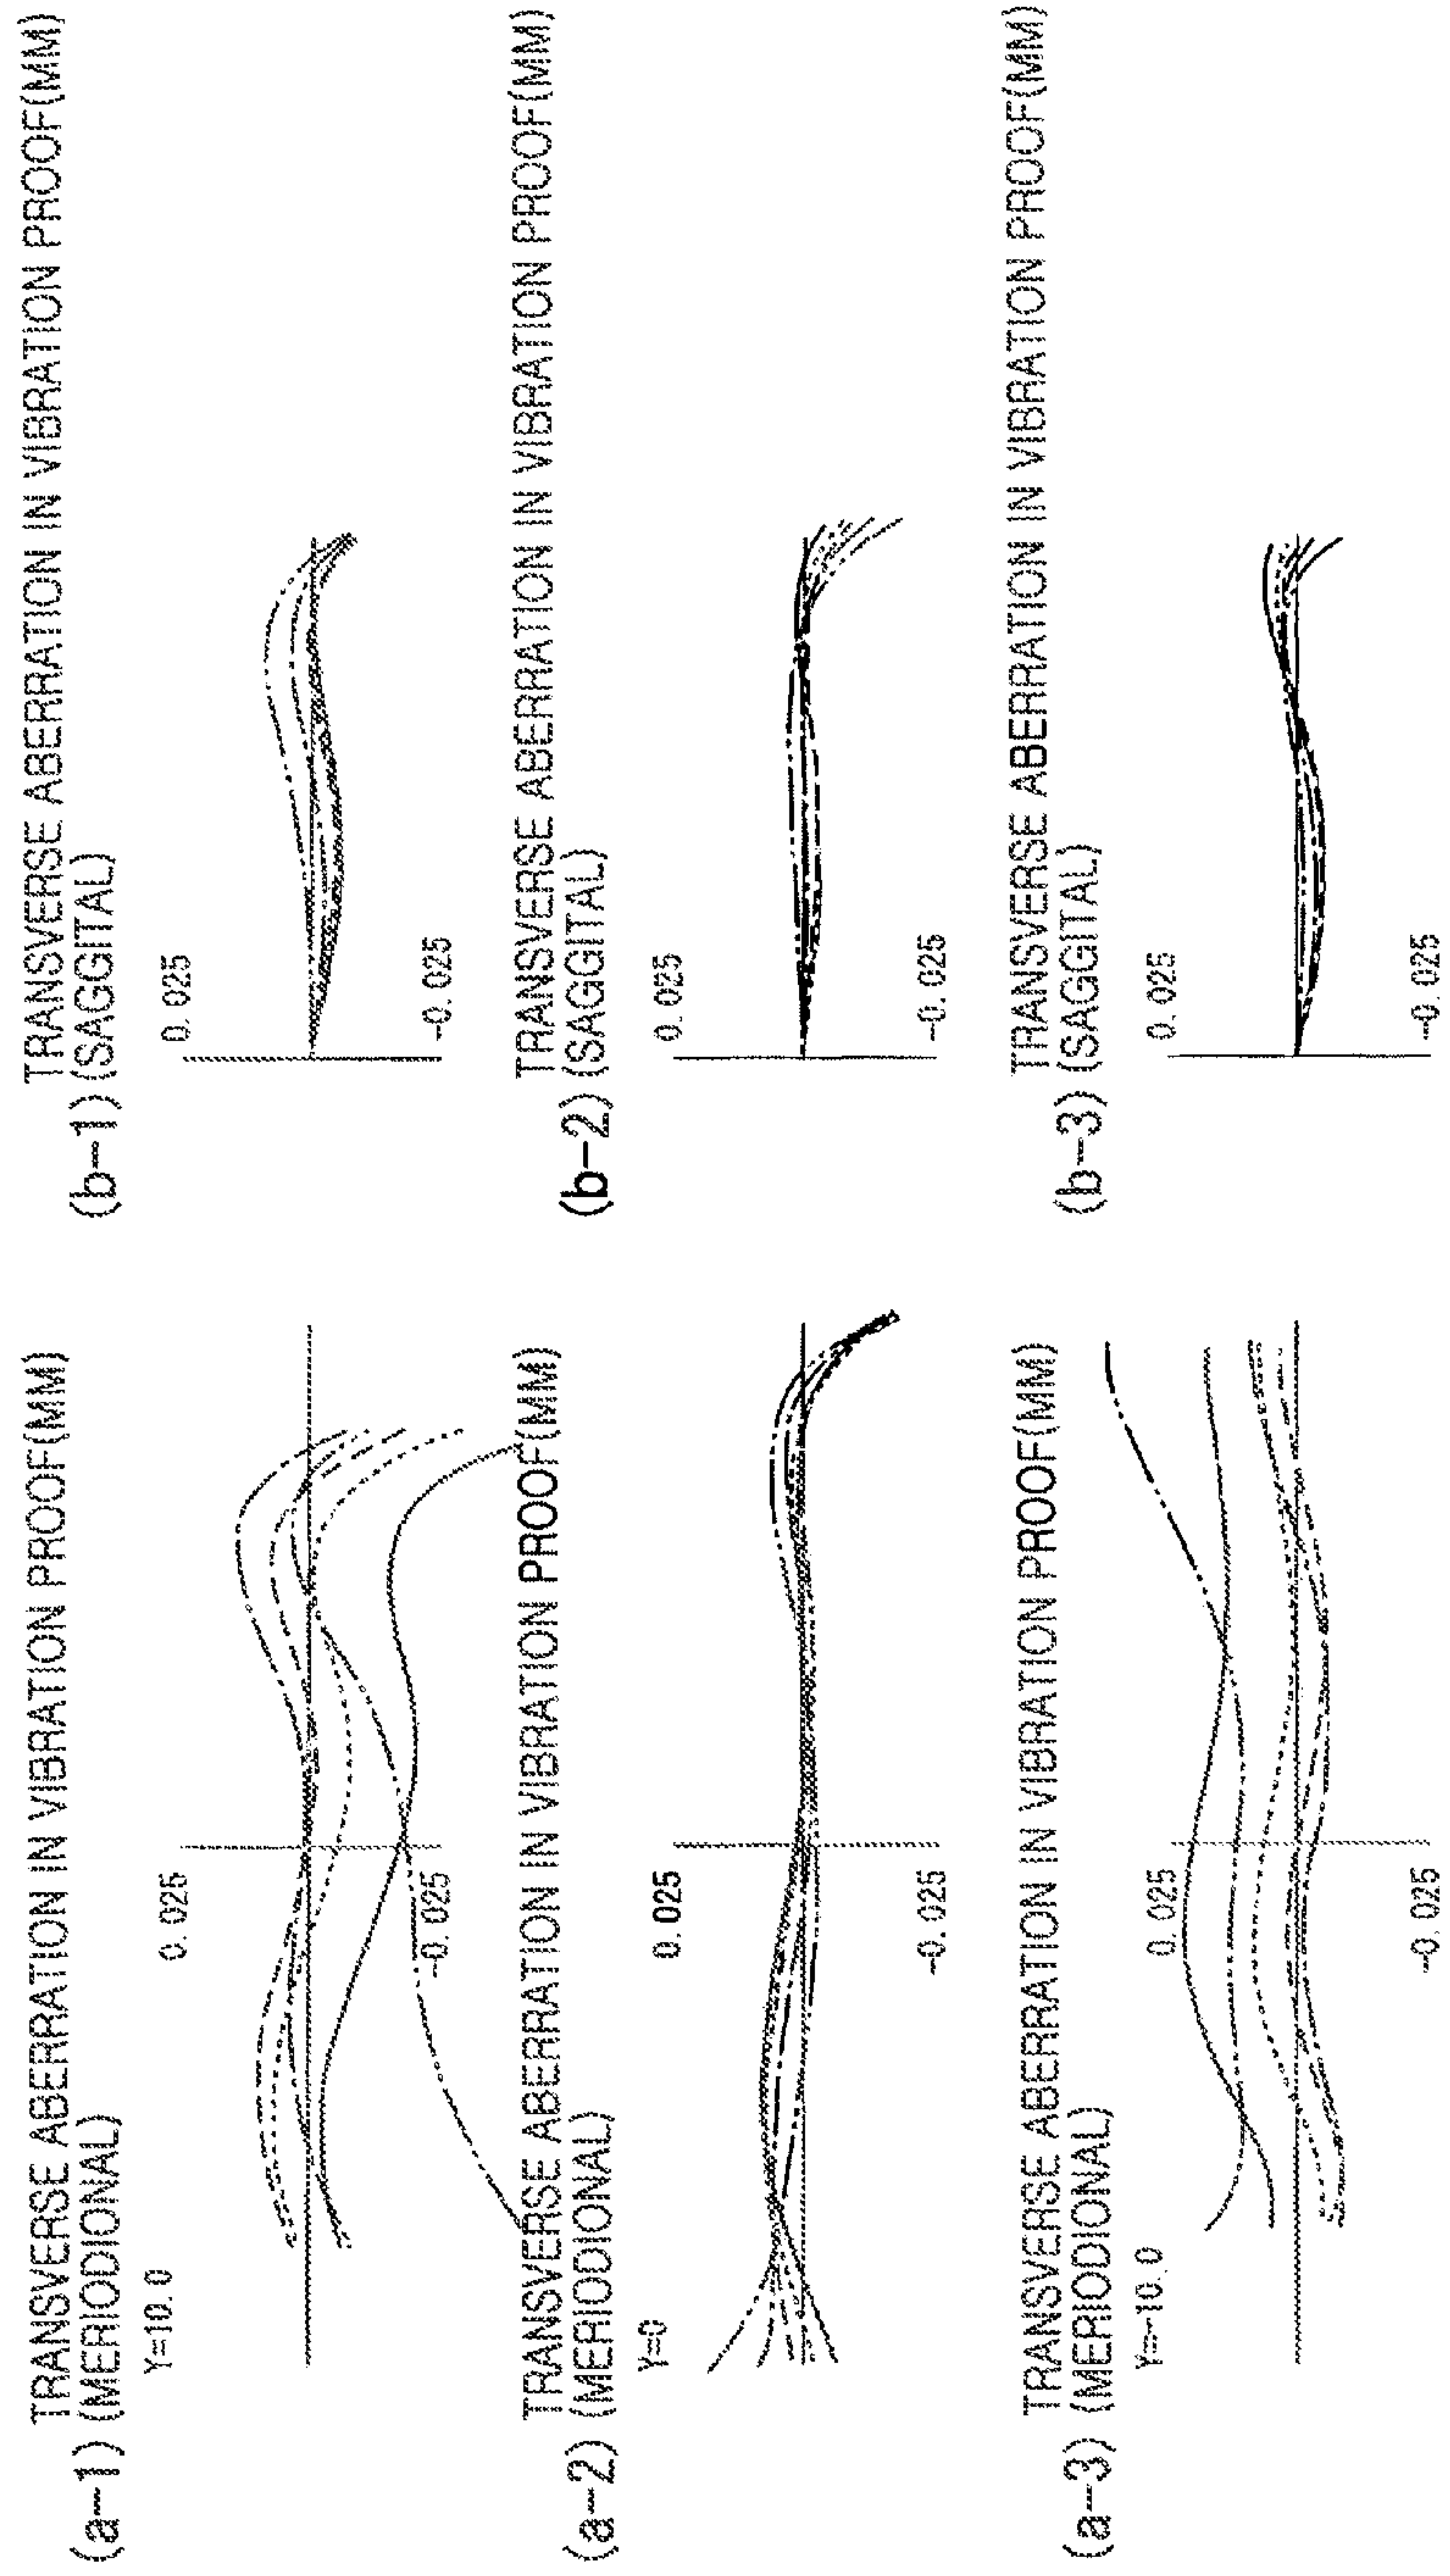 TRANSVERSE ABERRATION IN VIBRATION PROOF(MM)
(a-1) (MERIODIONAL)
Y=10.0
0.025
-0.025
TRANSVERSE ABERRATION IN VIBRATION PROOF(MM)
(b-1) (SAGGITAL)
0.025
-0.025
TRANSVERSE ABERRATION IN VIBRATION PROOF(MM)
(a-2) (MERIODIONAL)
Y=0
0.025
-0.025
TRANSVERSE ABERRATION IN VIBRATION PROOF(MM)
(b-2) (SAGGITAL)
0.025
-0.025
TRANSVERSE ABERRATION IN VIBRATION PROOF(MM)
(a-3) (MERIODIONAL)
Y=-10.0
0.025
-0.025
TRANSVERSE ABERRATION IN VIBRATION PROOF(MM)
(b-3) (SAGGITAL)
0.025
-0.025